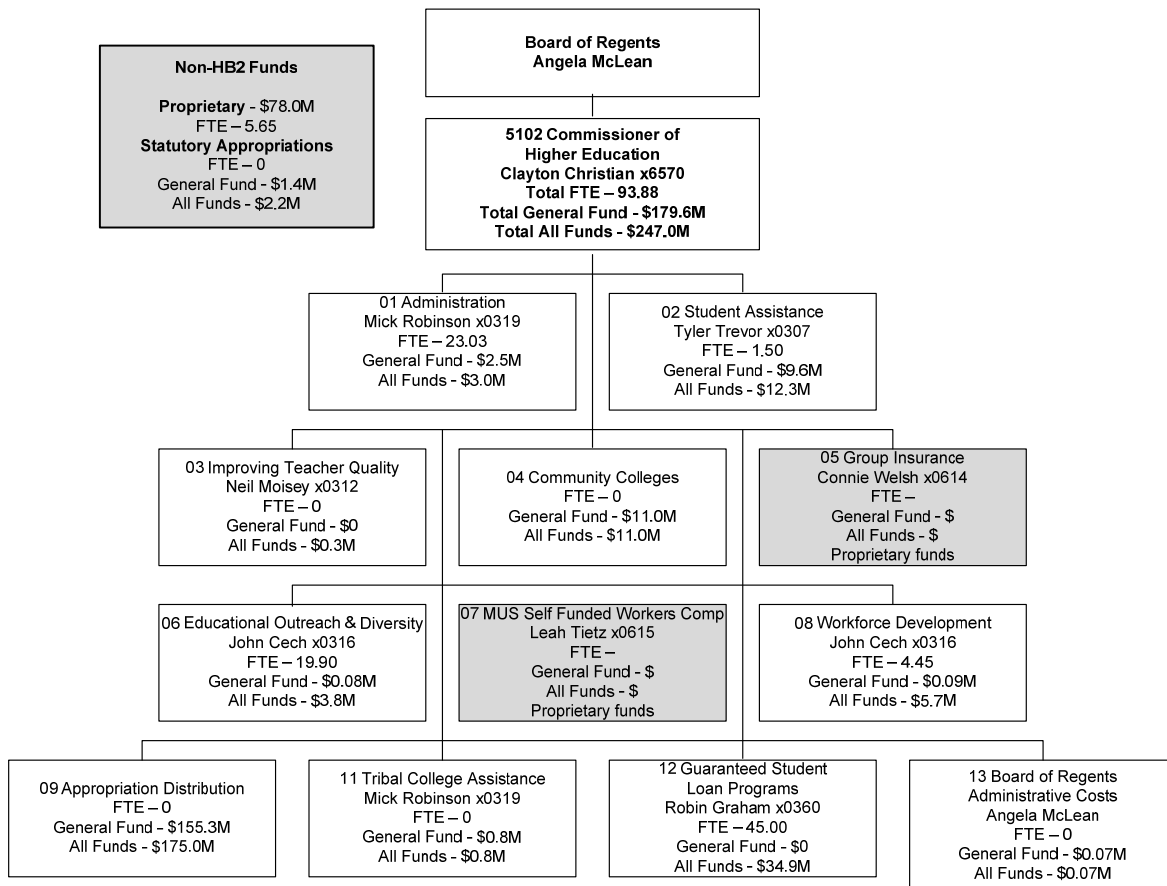 Board of Regents
Angela McLean
Non-HB2 Funds
Proprietary - $78.0M
FTE – 5.65
Statutory Appropriations
FTE – 0
General Fund - $1.4M
All Funds - $2.2M
5102 Commissioner of
Higher Education
Clayton Christian x6570
Total FTE – 93.88
Total General Fund - $179.6M
Total All Funds - $247.0M
01 Administration
Mick Robinson x0319
FTE – 23.03
General Fund - $2.5M
All Funds - $3.0M
02 Student Assistance
Tyler Trevor x0307
FTE – 1.50
General Fund - $9.6M
All Funds - $12.3M
03 Improving Teacher Quality
Neil Moisey x0312
FTE – 0
General Fund - $0
All Funds - $0.3M
04 Community Colleges
FTE – 0
General Fund - $11.0M
All Funds - $11.0M
05 Group Insurance
Connie Welsh x0614
FTE –
General Fund - $
All Funds - $
Proprietary funds
06 Educational Outreach & Diversity
John Cech x0316
FTE – 19.90
General Fund - $0.08M
All Funds - $3.8M
07 MUS Self Funded Workers Comp
Leah Tietz x0615
FTE –
General Fund - $
All Funds - $
Proprietary funds
08 Workforce Development
John Cech x0316
FTE – 4.45
General Fund - $0.09M
All Funds - $5.7M
09 Appropriation Distribution
FTE – 0
General Fund - $155.3M
All Funds - $175.0M
11 Tribal College Assistance
Mick Robinson x0319
FTE – 0
General Fund - $0.8M
All Funds - $0.8M
12 Guaranteed Student
Loan Programs
Robin Graham x0360
FTE – 45.00
General Fund - $0
All Funds - $34.9M
13 Board of Regents
Administrative Costs
Angela McLean
FTE – 0
General Fund - $0.07M
All Funds - $0.07M